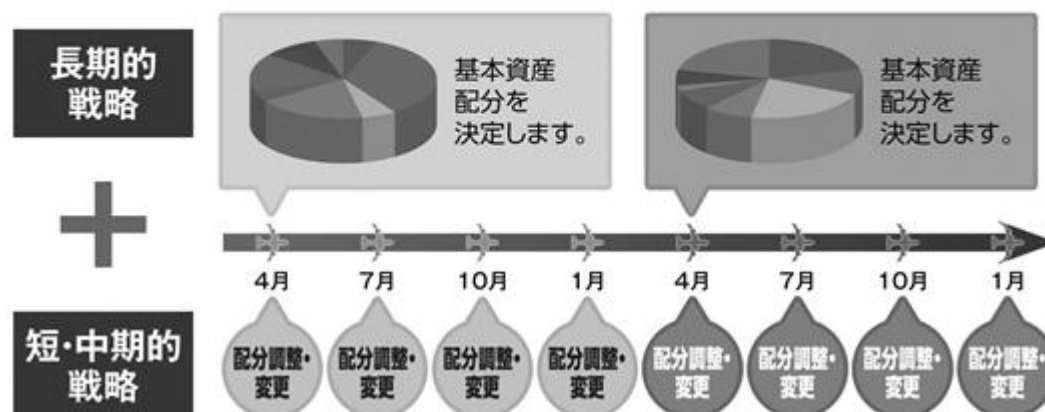 長期的
戦略
基本資産
配分を
決定します。
基本資産
配分を
決定します。
4月
7月
10月
1月
4月
7月
10月
1月
短・中期的
戦略
配分調整・
変更
配分調整・
変更
配分調整・
変更
配分調整・
変更
配分調整・
変更
配分調整・
変更
配分調整・
変更
配分調整・
変更